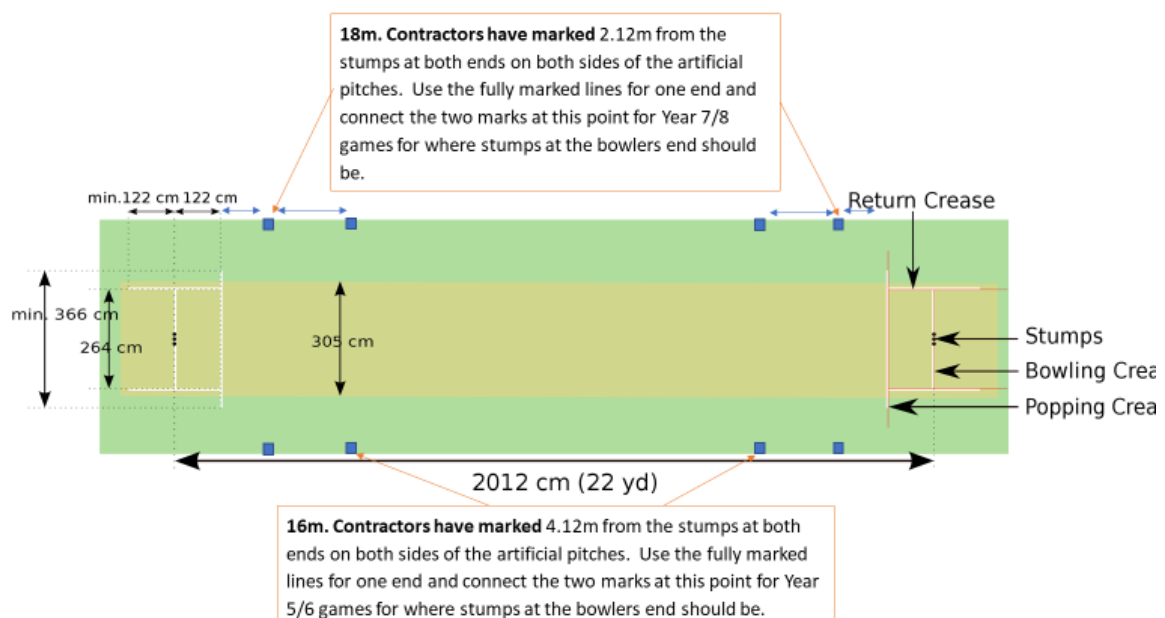 18m. Contractors have marked 2.12m from the
stumps at both ends on both sides of the artificial
pitches.  Use the fully marked lines for one end and
connect the two marks at this point for Year 7/8
games for where stumps at the bowlers end should
be.
min.122 cm 122 cm
Return Crease
min. 366 cm
264 cm
305 cm
Stumps
Bowling Crea
Popping Crea
2012 cm (22 yd)
16m. Contractors have marked 4.12m from the stumps at both
ends on both sides of the artificial pitches.  Use the fully marked
lines for one end and connect the two marks at this point for Year
5/6 games for where stumps at the bowlers end should be.